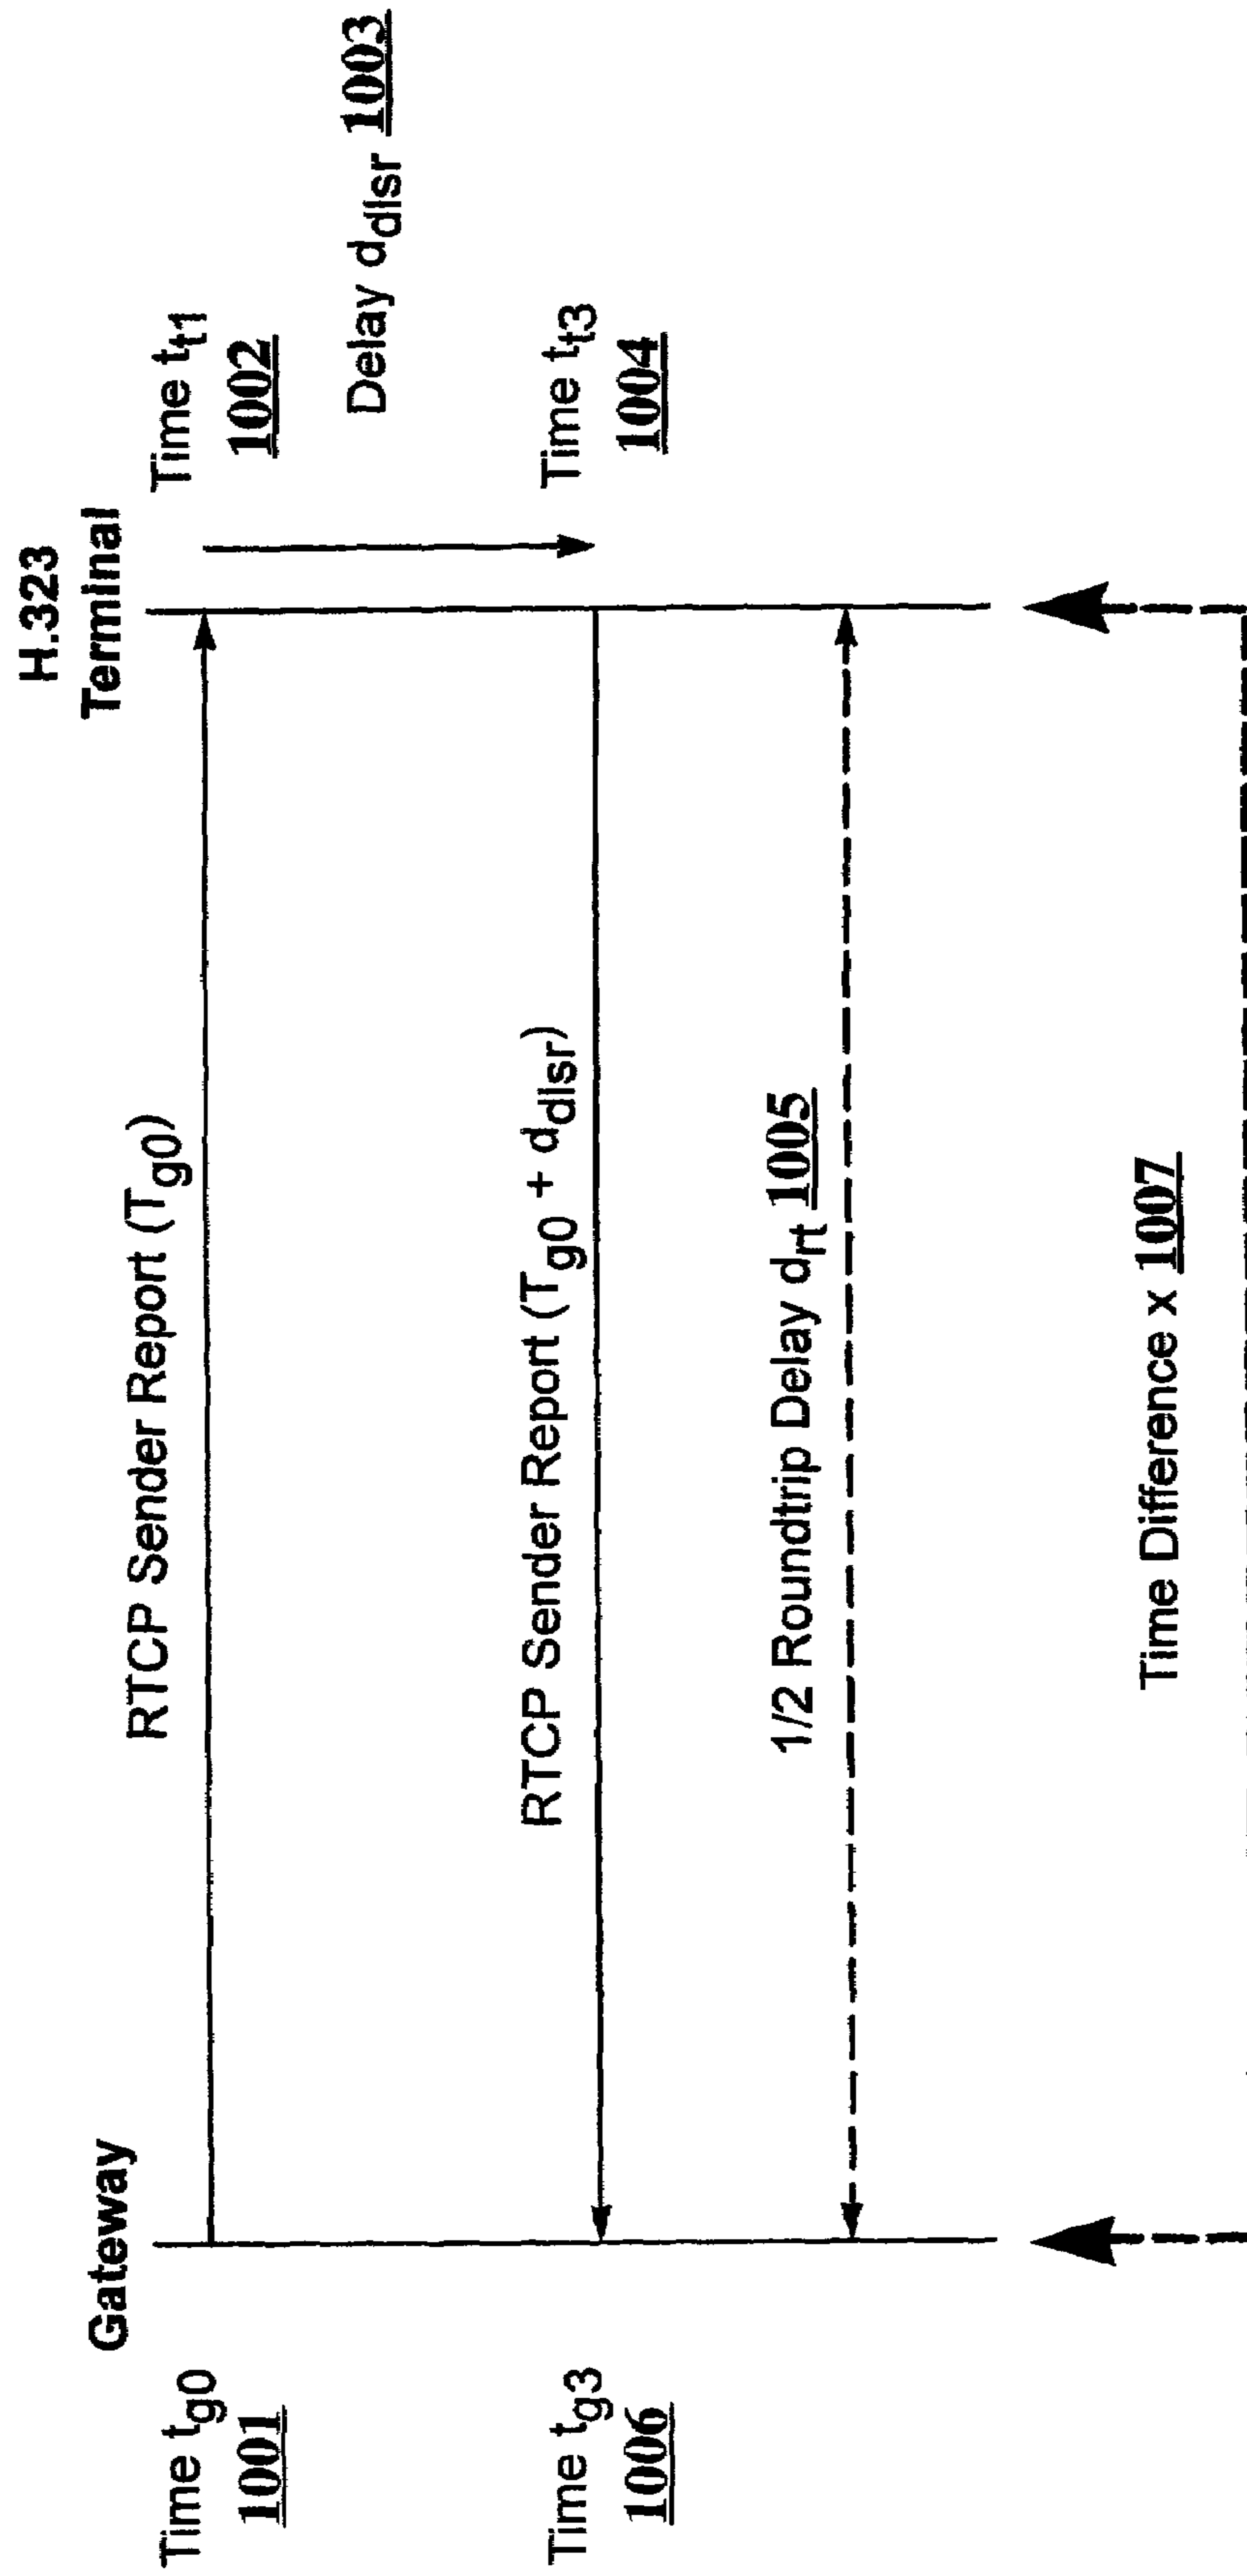 Gateway
H.323
Terminal
Time tg0
1001
RTCP Sender Report (Tg0)
Time tt1
1002
Delay ddlsr 1003
Time tg3
1006
RTCP Sender Report (Tg0 + ddlsr)
Time tt3
1004
1/2 Roundtrip Delay drt 1005
Time Difference x 1007